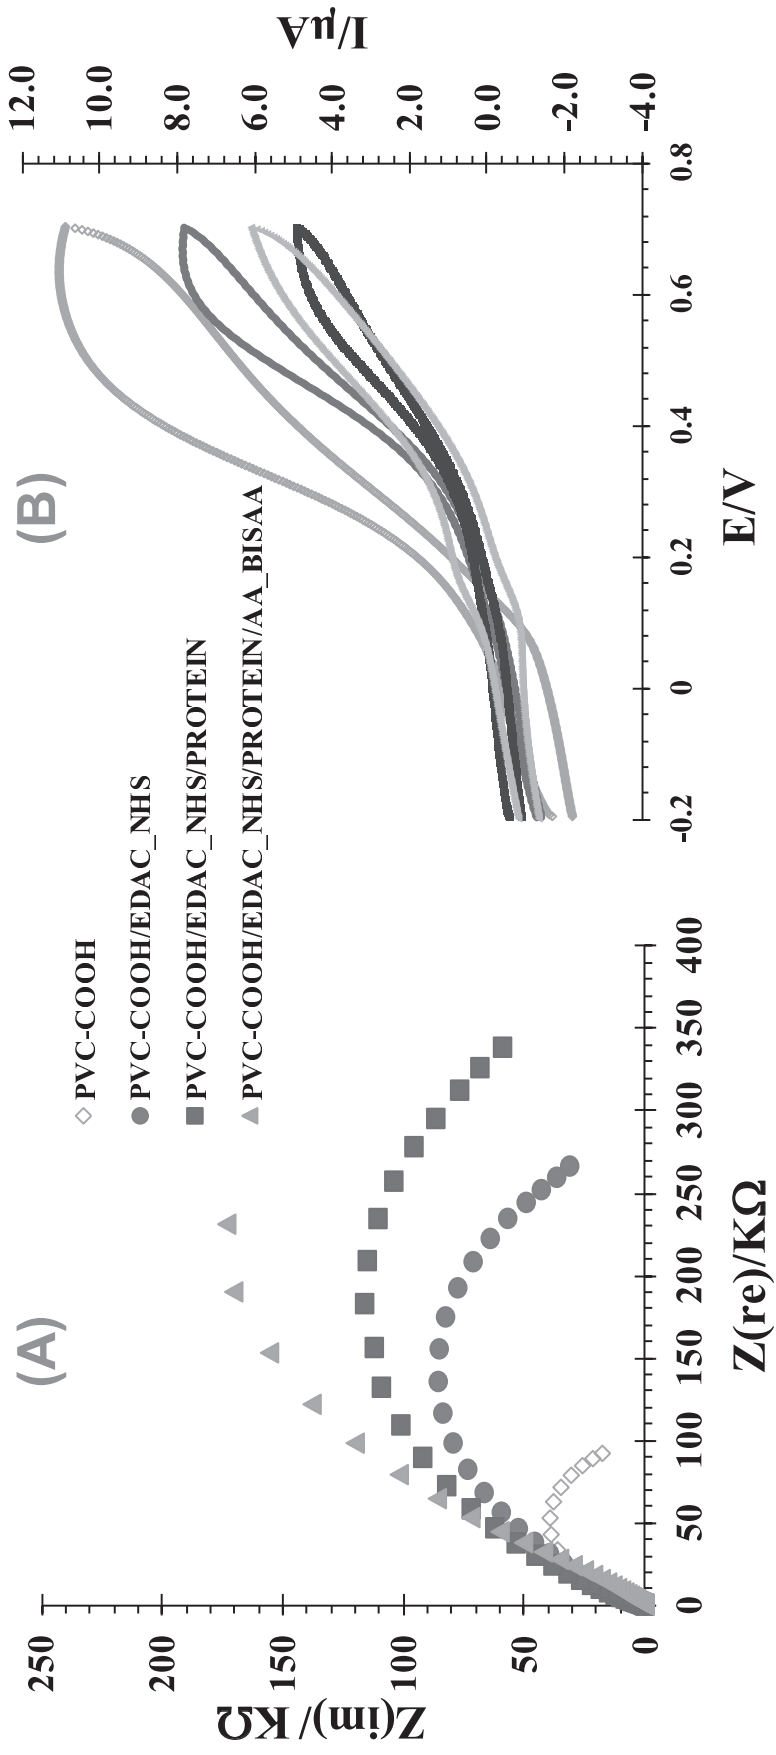 (A)
(B)
PVC-COOH
PVC-COOH/EDAC_NHS
PVC-COOH/EDAC_NHS/PROTEIN
PVC-COOH/EDAC_NHS/PROTEIN/AA_BISAA
Z(im)/KΩ
250
200
150
100
50
0
0 50 100 150 200 250 300 350 400
Z(re)/KΩ
I/µA
12.0
10.0
8.0
6.0
4.0
2.0
0.0
-2.0
-4.0
-0.2 0 0.2 0.4 0.6 0.8
E/V